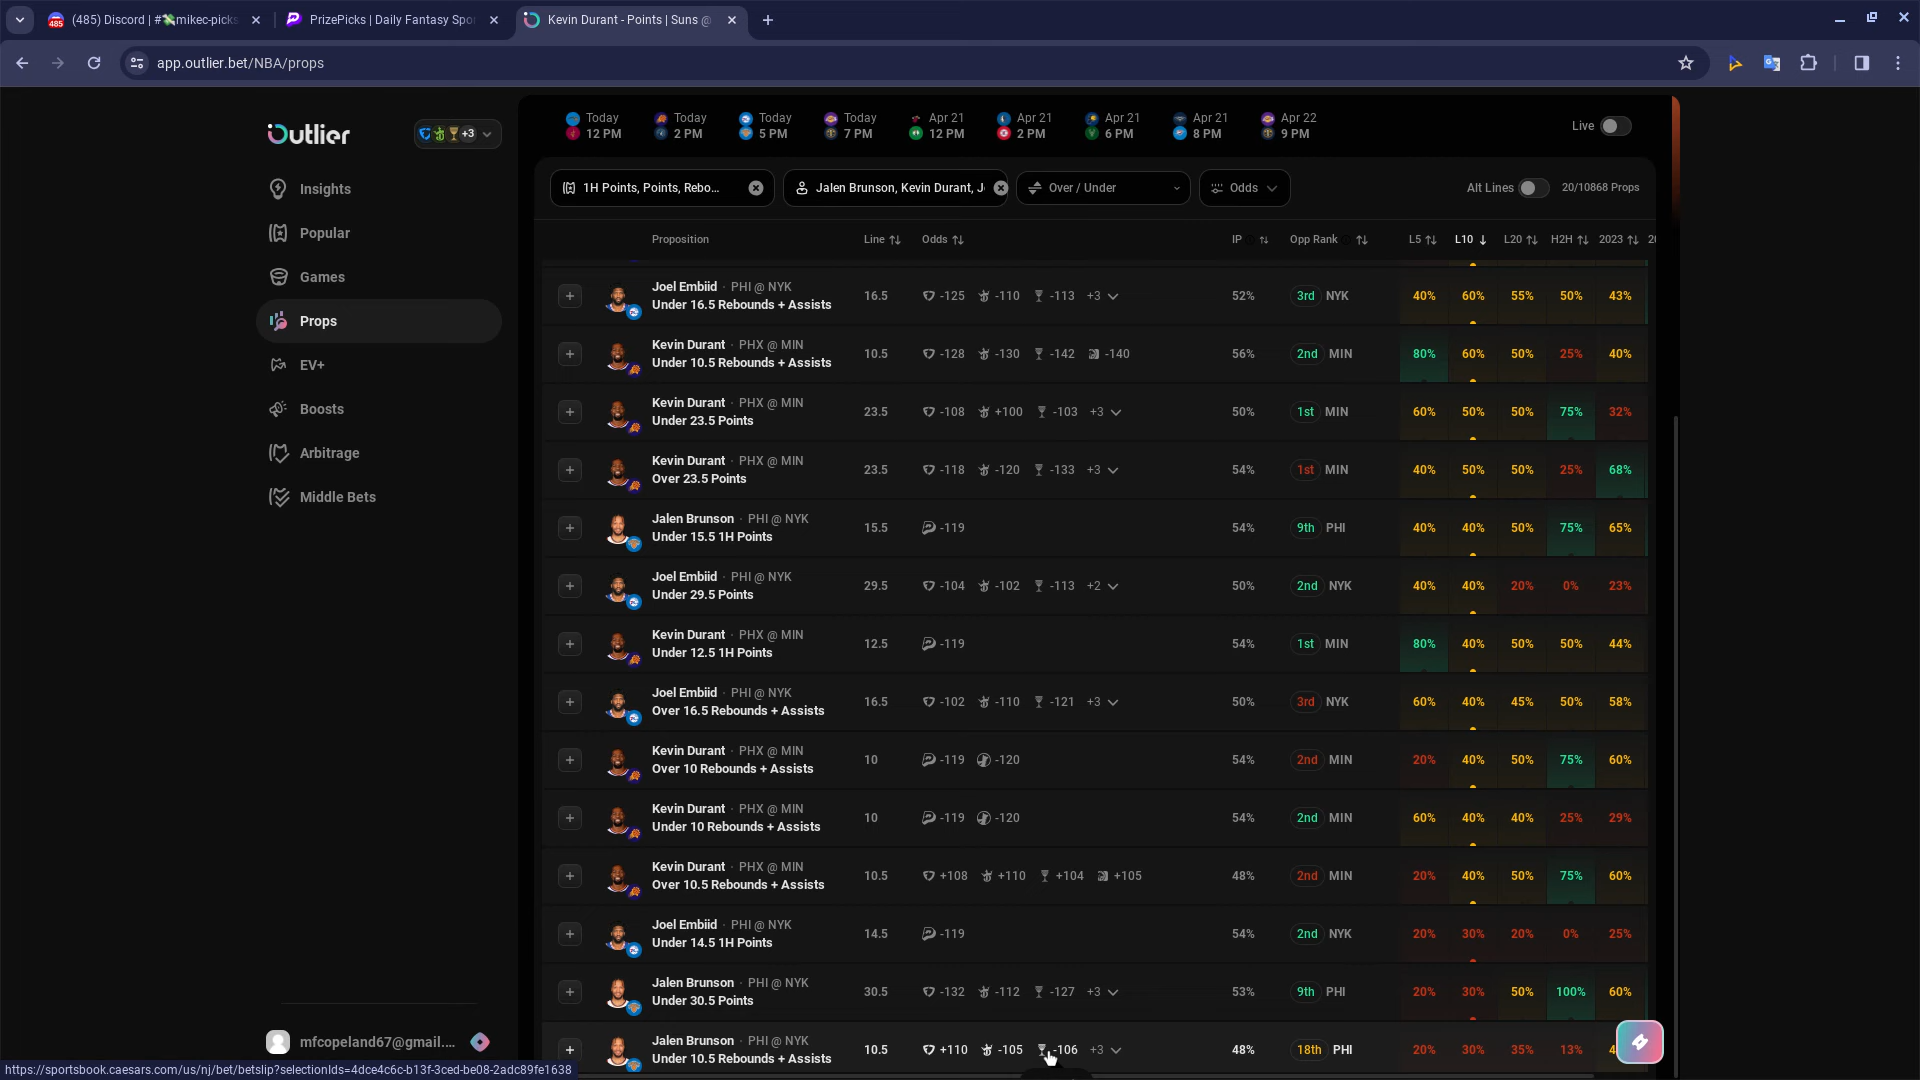 (485) Discord | #💸mikec-picks
PrizePicks | Daily Fantasy Spo
Kevin Durant - Points | Suns @
app.outlier.bet/NBA/props
Outlier
+3
Insights
Popular
Games
Props
EV+
Boosts
Arbitrage
Middle Bets
mfcopeland67@gmail....
Today 12 PM
Today 2 PM
Today 5 PM
Today 7 PM
Apr 21 12 PM
Apr 21 2 PM
Apr 21 6 PM
Apr 21 8 PM
Apr 22 9 PM
Live
1H Points, Points, Rebo...
Jalen Brunson, Kevin Durant, J
Over / Under
Odds
Alt Lines
20/10868 Props
Proposition Line Odds IP Opp Rank L5 L10 L20 H2H 2023 20
Joel Embiid · PHI @ NYK
Under 16.5 Rebounds + Assists 16.5 -125 -110 -113 +3 52% 3rd NYK 40% 60% 55% 50% 43%
Kevin Durant · PHX @ MIN
Under 10.5 Rebounds + Assists 10.5 -128 -130 -142 -140 56% 2nd MIN 80% 60% 50% 25% 40%
Kevin Durant · PHX @ MIN
Under 23.5 Points 23.5 -108 +100 -103 +3 50% 1st MIN 60% 50% 50% 75% 32%
Kevin Durant · PHX @ MIN
Over 23.5 Points 23.5 -118 -120 -133 +3 54% 1st MIN 40% 50% 50% 25% 68%
Jalen Brunson · PHI @ NYK
Under 15.5 1H Points 15.5 -119 54% 9th PHI 40% 40% 50% 75% 65%
Joel Embiid · PHI @ NYK
Under 29.5 Points 29.5 -104 -102 -113 +2 50% 2nd NYK 40% 40% 20% 0% 23%
Kevin Durant · PHX @ MIN
Under 12.5 1H Points 12.5 -119 54% 1st MIN 80% 40% 50% 50% 44%
Joel Embiid · PHI @ NYK
Over 16.5 Rebounds + Assists 16.5 -102 -110 -121 +3 50% 3rd NYK 60% 40% 45% 50% 58%
Kevin Durant · PHX @ MIN
Over 10 Rebounds + Assists 10 -119 -120 54% 2nd MIN 20% 40% 50% 75% 60%
Kevin Durant · PHX @ MIN
Under 10 Rebounds + Assists 10 -119 -120 54% 2nd MIN 60% 40% 40% 25% 29%
Kevin Durant · PHX @ MIN
Over 10.5 Rebounds + Assists 10.5 +108 +110 +104 +105 48% 2nd MIN 20% 40% 50% 75% 60%
Joel Embiid · PHI @ NYK
Under 14.5 1H Points 14.5 -119 54% 2nd NYK 20% 30% 20% 0% 25%
Jalen Brunson · PHI @ NYK
Under 30.5 Points 30.5 -132 -112 -127 +3 53% 9th PHI 20% 30% 50% 100% 60%
Jalen Brunson · PHI @ NYK
Under 10.5 Rebounds + Assists 10.5 +110 -105 -106 +3 48% 18th PHI 20% 30% 35% 13%
https://sportsbook.caesars.com/us/nj/bet/betslip?selectionIds=4dce4c6c-b13f-3ced-be08-2adc89fe1638